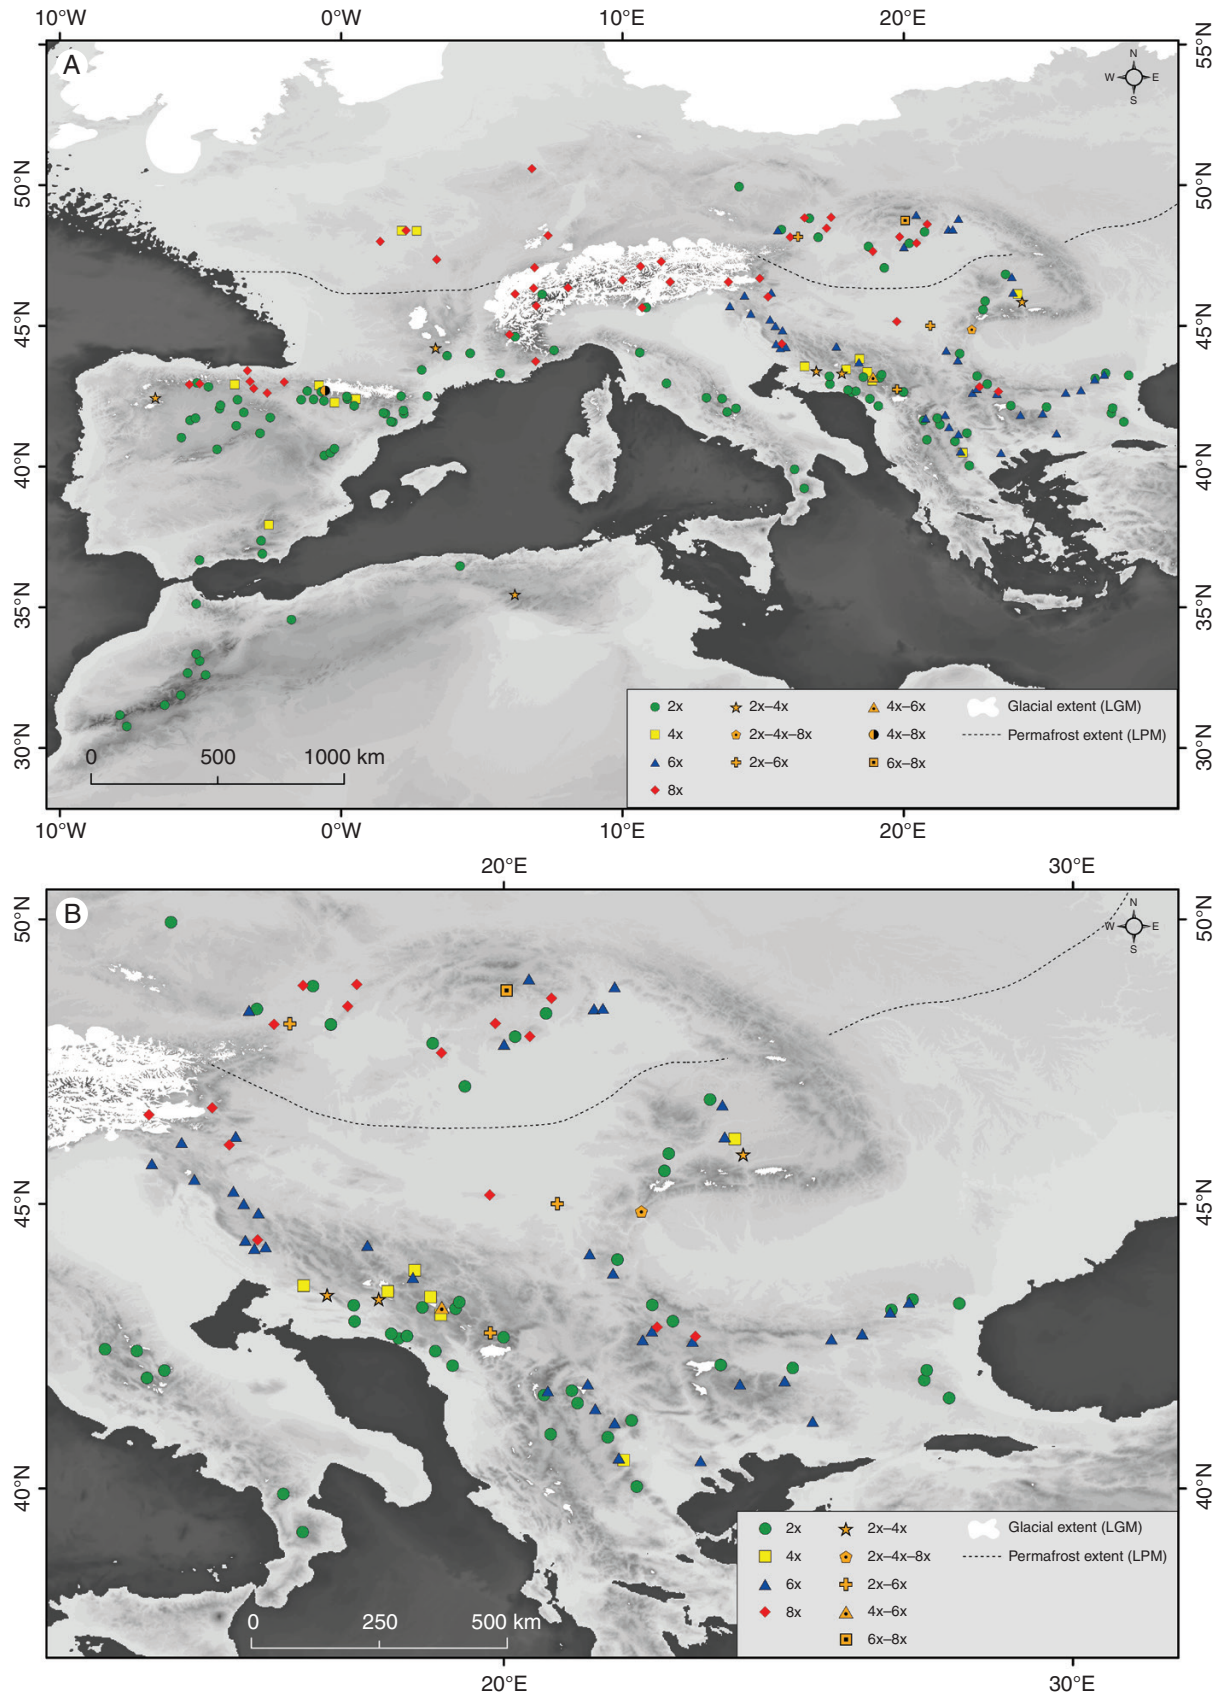 10°W 0°W 10°E 20°E
A
N
W E
S
55°N 55°N
50°N 50°N
45°N 45°N
40°N 40°N
35°N 35°N
30°N 30°N
2x 2x–4x 4x–6x Glacial extent (LGM)
4x 2x–4x–8x 4x–8x Permafrost extent (LPM)
6x 2x–6x 6x–8x
8x
0 500 1000 km
10°W 0°W 10°E 20°E
20°E 30°E
B
N
W E
S
50°N 50°N
45°N 45°N
40°N 40°N
2x 2x–4x Glacial extent (LGM)
4x 2x–4x–8x Permafrost extent (LPM)
6x 2x–6x
8x 4x–6x
6x–8x
0 250 500 km
20°E 30°E